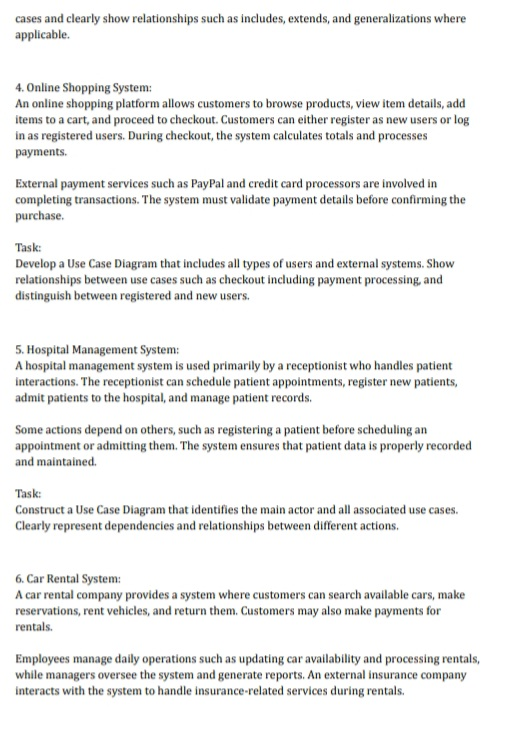 cases and clearly show relationships such as includes, extends, and generalizations where
applicable.
4. Online Shopping System:
An online shopping platform allows customers to browse products, view item details, add
items to a cart, and proceed to checkout. Customers can either register as new users or log
in as registered users. During checkout, the system calculates totals and processes
payments.
External payment services such as PayPal and credit card processors are involved in
completing transactions. The system must validate payment details before confirming the
purchase.
Task:
Develop a Use Case Diagram that includes all types of users and external systems. Show
relationships between use cases such as checkout including payment processing, and
distinguish between registered and new users.
5. Hospital Management System:
A hospital management system is used primarily by a receptionist who handles patient
interactions. The receptionist can schedule patient appointments, register new patients,
admit patients to the hospital, and manage patient records.
Some actions depend on others, such as registering a patient before scheduling an
appointment or admitting them. The system ensures that patient data is properly recorded
and maintained.
Task:
Construct a Use Case Diagram that identifies the main actor and all associated use cases.
Clearly represent dependencies and relationships between different actions.
6. Car Rental System:
A car rental company provides a system where customers can search available cars, make
reservations, rent vehicles, and return them. Customers may also make payments for
rentals.
Employees manage daily operations such as updating car availability and processing rentals,
while managers oversee the system and generate reports. An external insurance company
interacts with the system to handle insurance-related services during rentals.